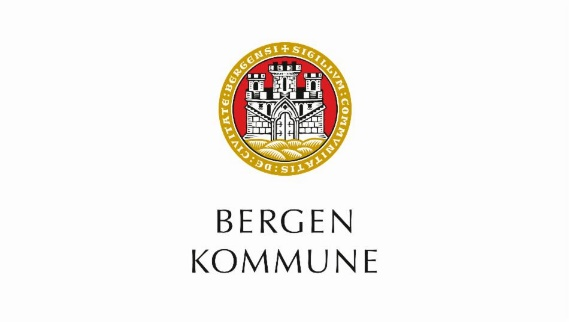 ✢ SIGILLVM : COMMVNITATIS : DE : CIVITATE : BERGENSI
BERGEN
KOMMUNE